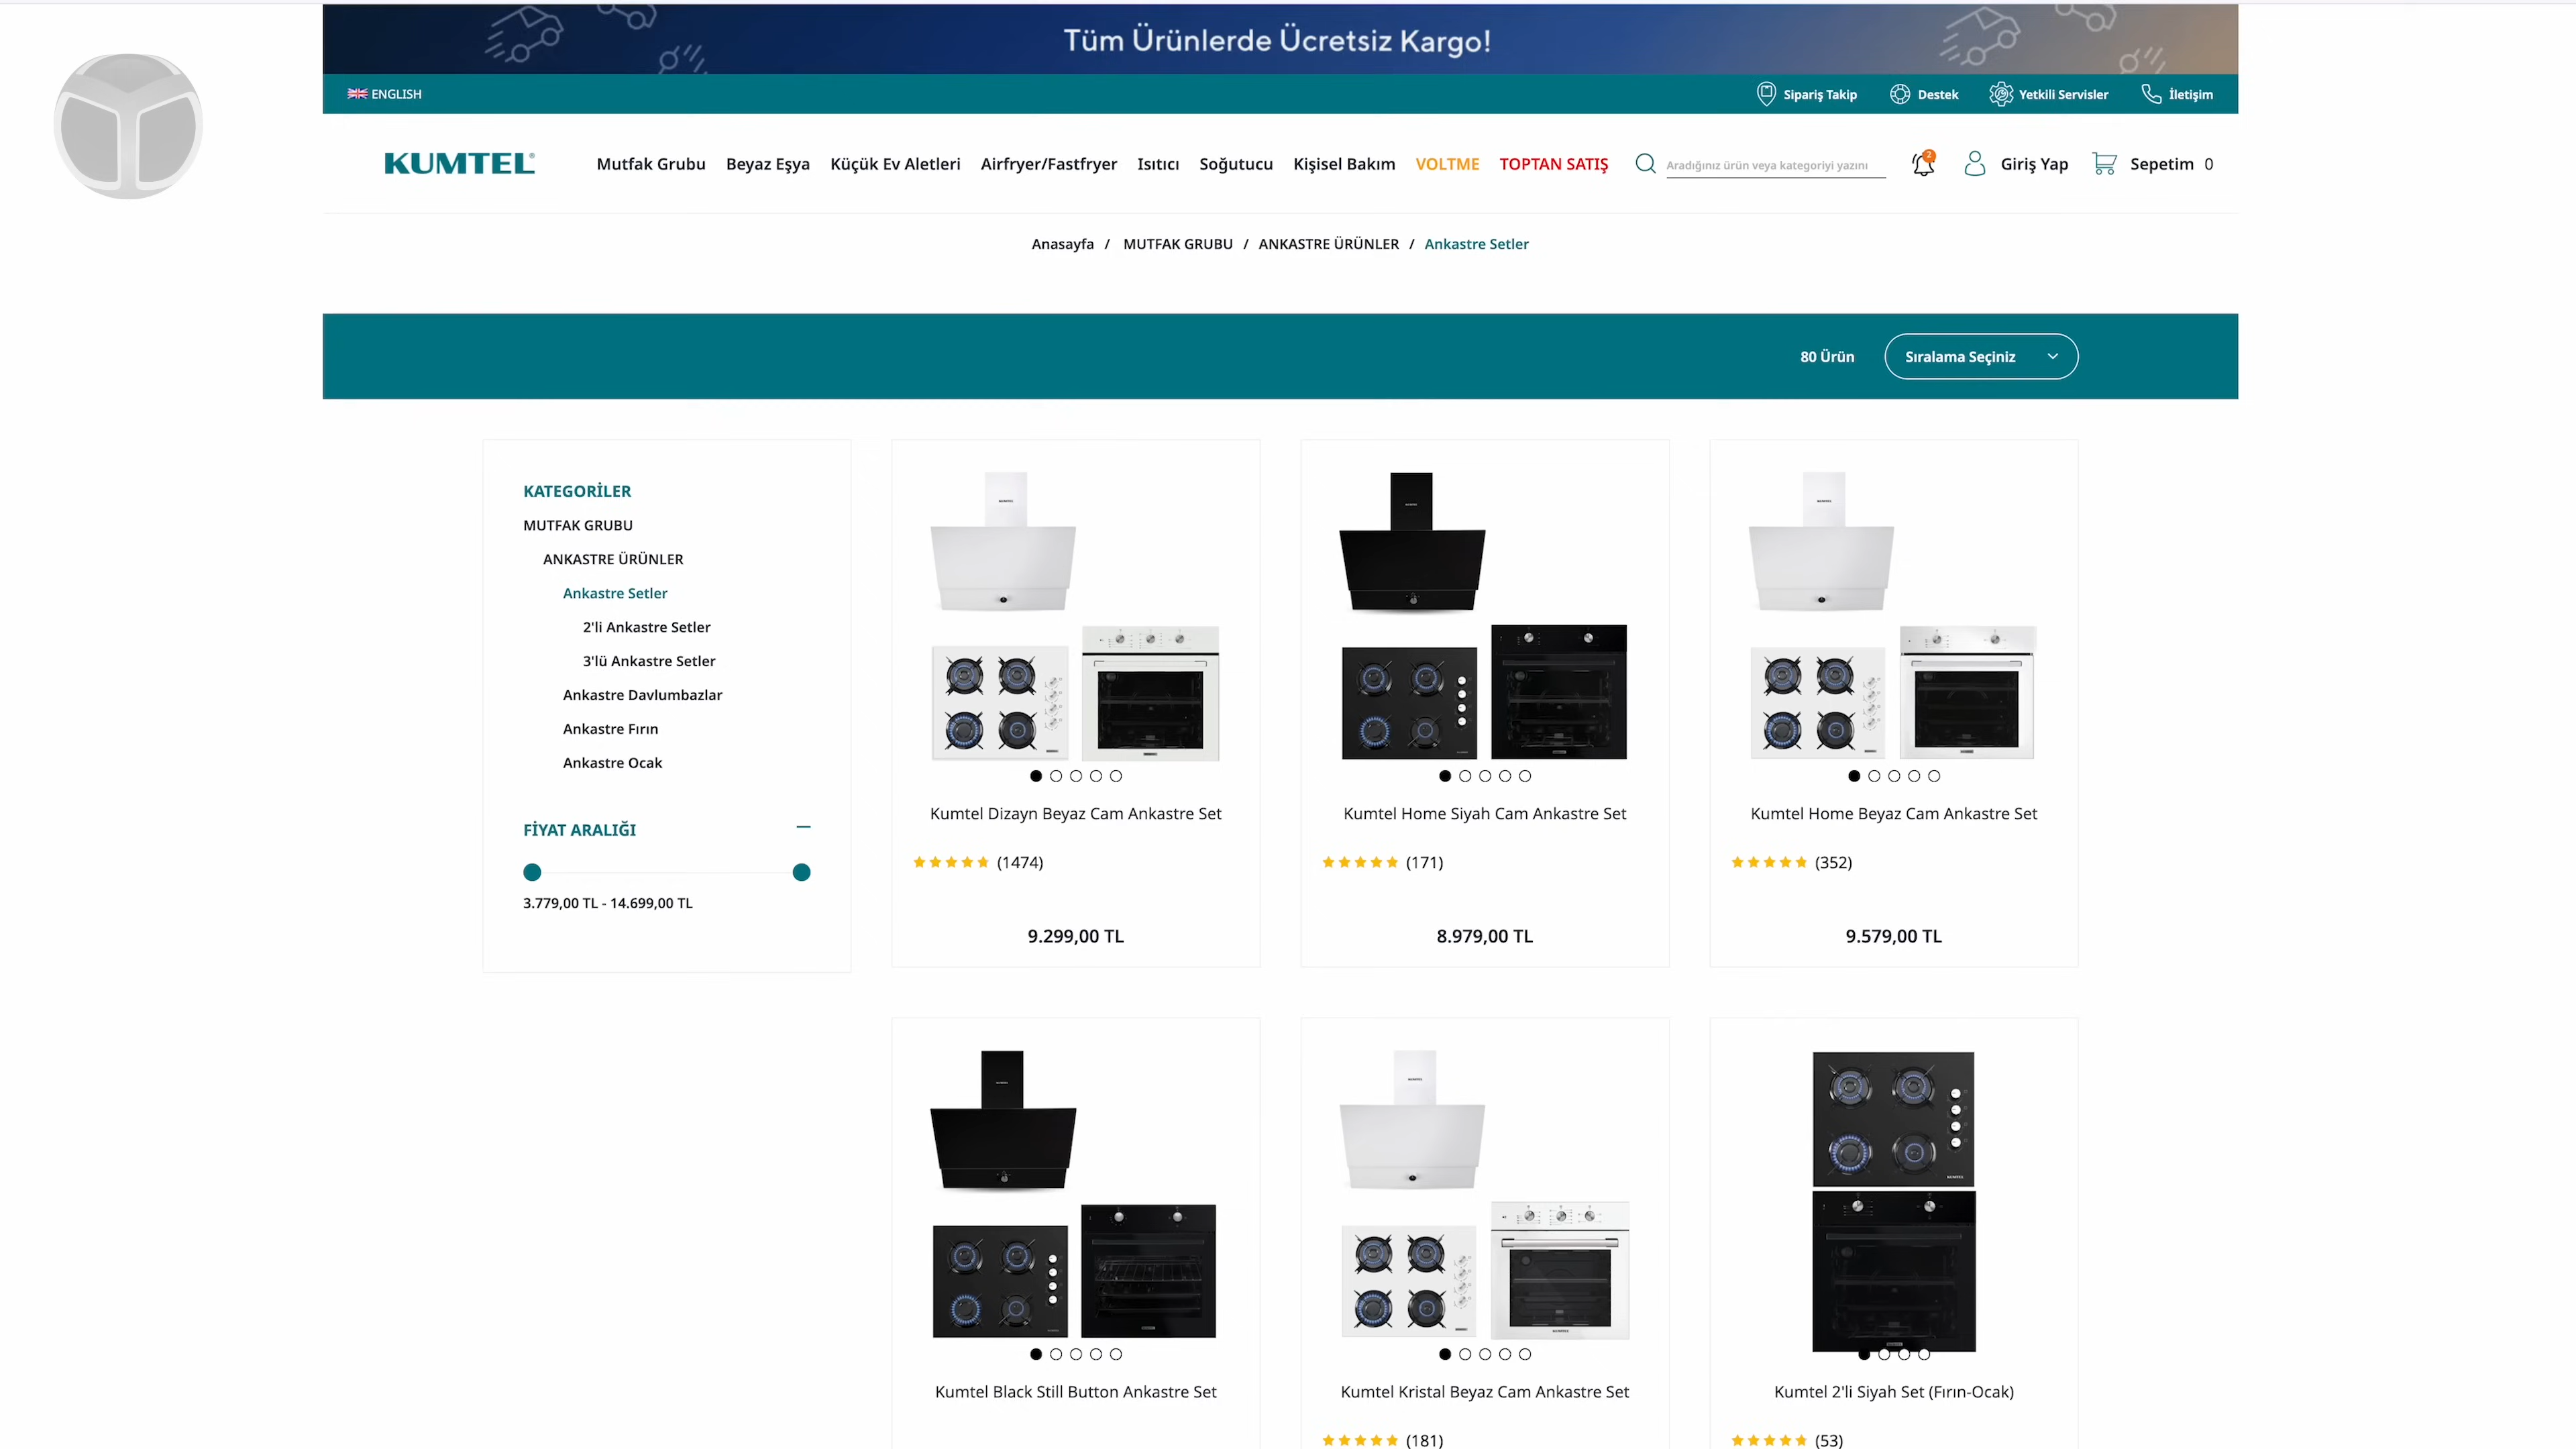 Tüm Ürünlerde Ücretsiz Kargo!
ENGLISH
Sipariş Takip
Destek
Yetkili Servisler
İletişim
KUMTEL
Mutfak Grubu
Beyaz Eşya
Küçük Ev Aletleri
Airfryer/Fastfryer
Isıtıcı
Soğutucu
Kişisel Bakım
VOLTME
TOPTAN SATIŞ
Aradığınız ürün veya kategoriyi yazını
2
Giriş Yap
Sepetim 0
Anasayfa / MUTFAK GRUBU / ANKASTRE ÜRÜNLER / Ankastre Setler
80 Ürün
Sıralama Seçiniz
KATEGORİLER
MUTFAK GRUBU
ANKASTRE ÜRÜNLER
Ankastre Setler
2'li Ankastre Setler
3'lü Ankastre Setler
Ankastre Davlumbazlar
Ankastre Fırın
Ankastre Ocak
FİYAT ARALIĞI
3.779,00 TL - 14.699,00 TL
Kumtel Dizayn Beyaz Cam Ankastre Set
(1474)
9.299,00 TL
Kumtel Home Siyah Cam Ankastre Set
(171)
8.979,00 TL
Kumtel Home Beyaz Cam Ankastre Set
(352)
9.579,00 TL
Kumtel Black Still Button Ankastre Set
Kumtel Kristal Beyaz Cam Ankastre Set
(181)
Kumtel 2'li Siyah Set (Fırın-Ocak)
(53)